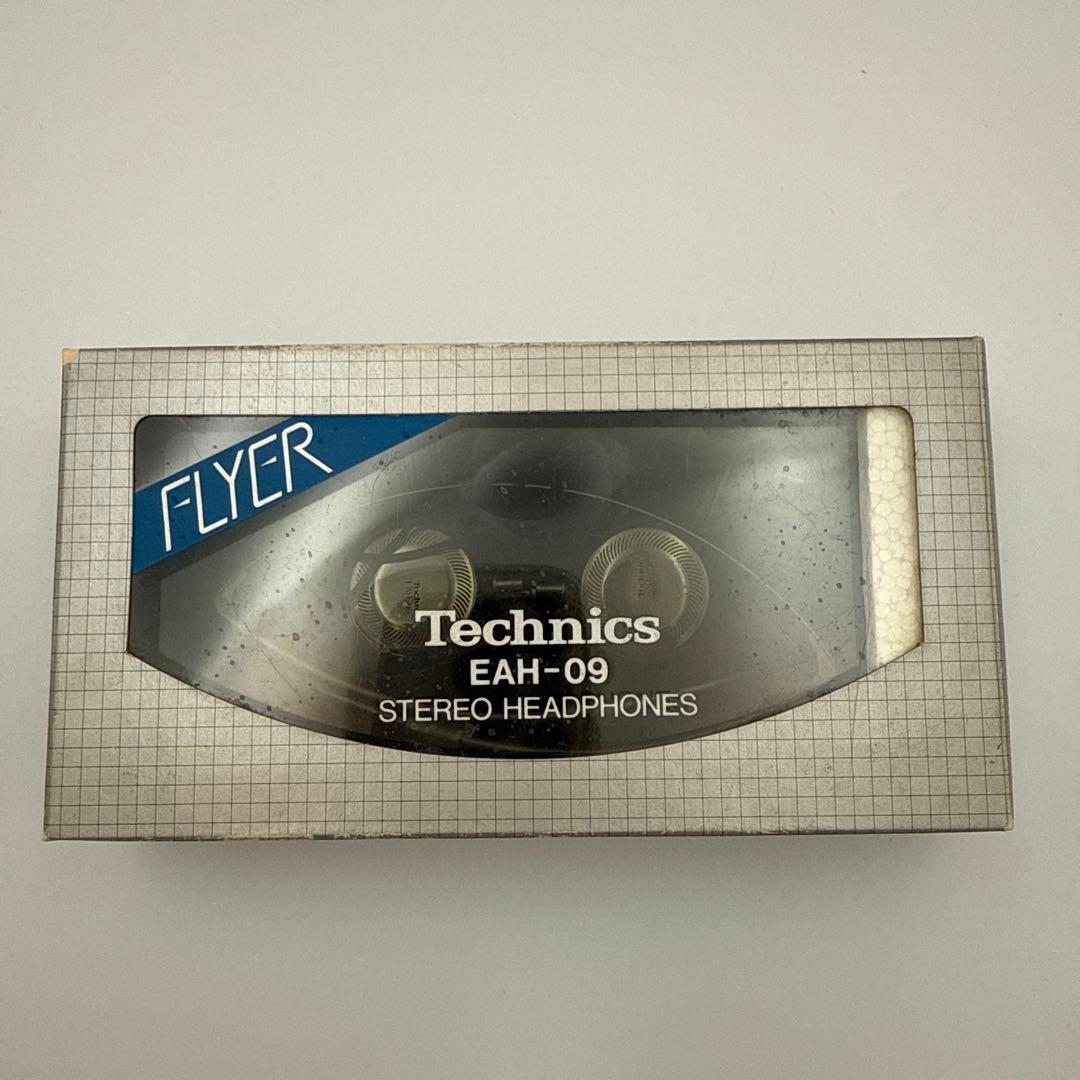 FLYER
Technics
EAH-09
STEREO HEADPHONES